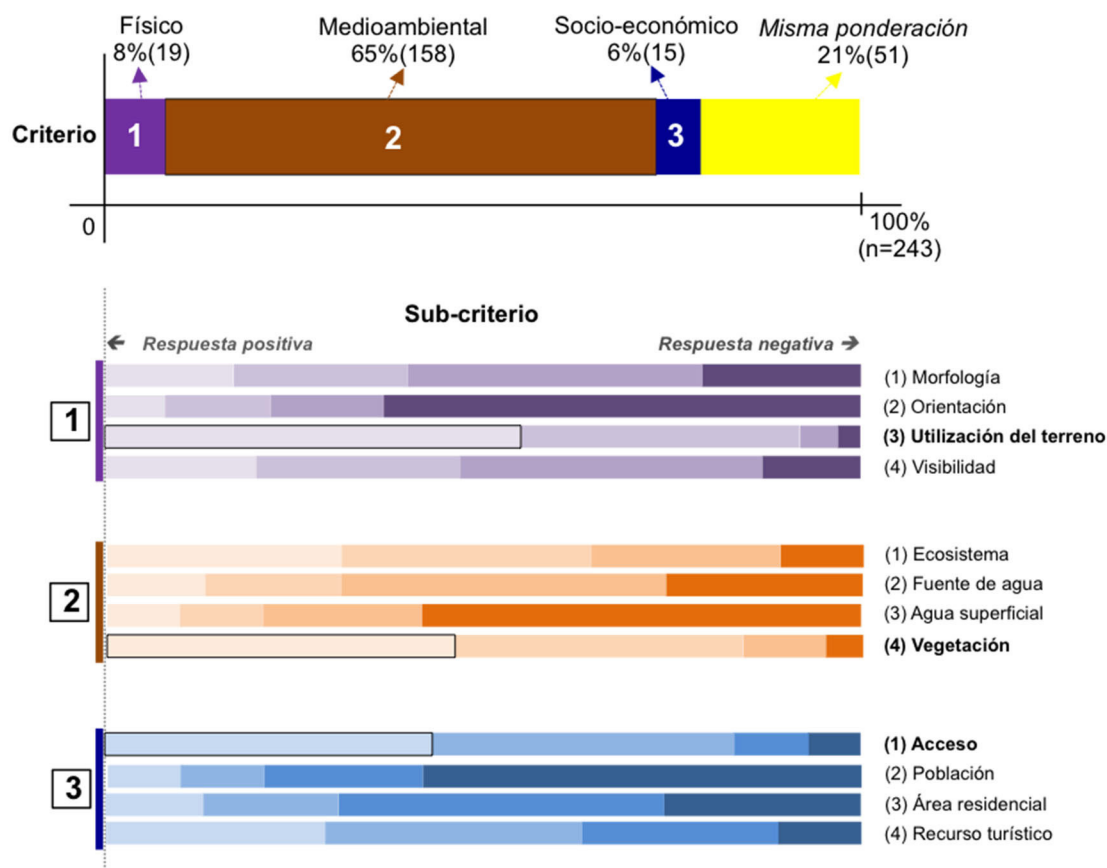 Físico
8%(19)
Medioambiental
65%(158)
Socio-económico
6%(15)
Misma ponderación
21%(51)
Criterio
1
2
3
0
100%
(n=243)
Sub-criterio
← Respuesta positiva
Respuesta negativa →
1
(1) Morfología
(2) Orientación
(3) Utilización del terreno
(4) Visibilidad
2
(1) Ecosistema
(2) Fuente de agua
(3) Agua superficial
(4) Vegetación
3
(1) Acceso
(2) Población
(3) Área residencial
(4) Recurso turístico